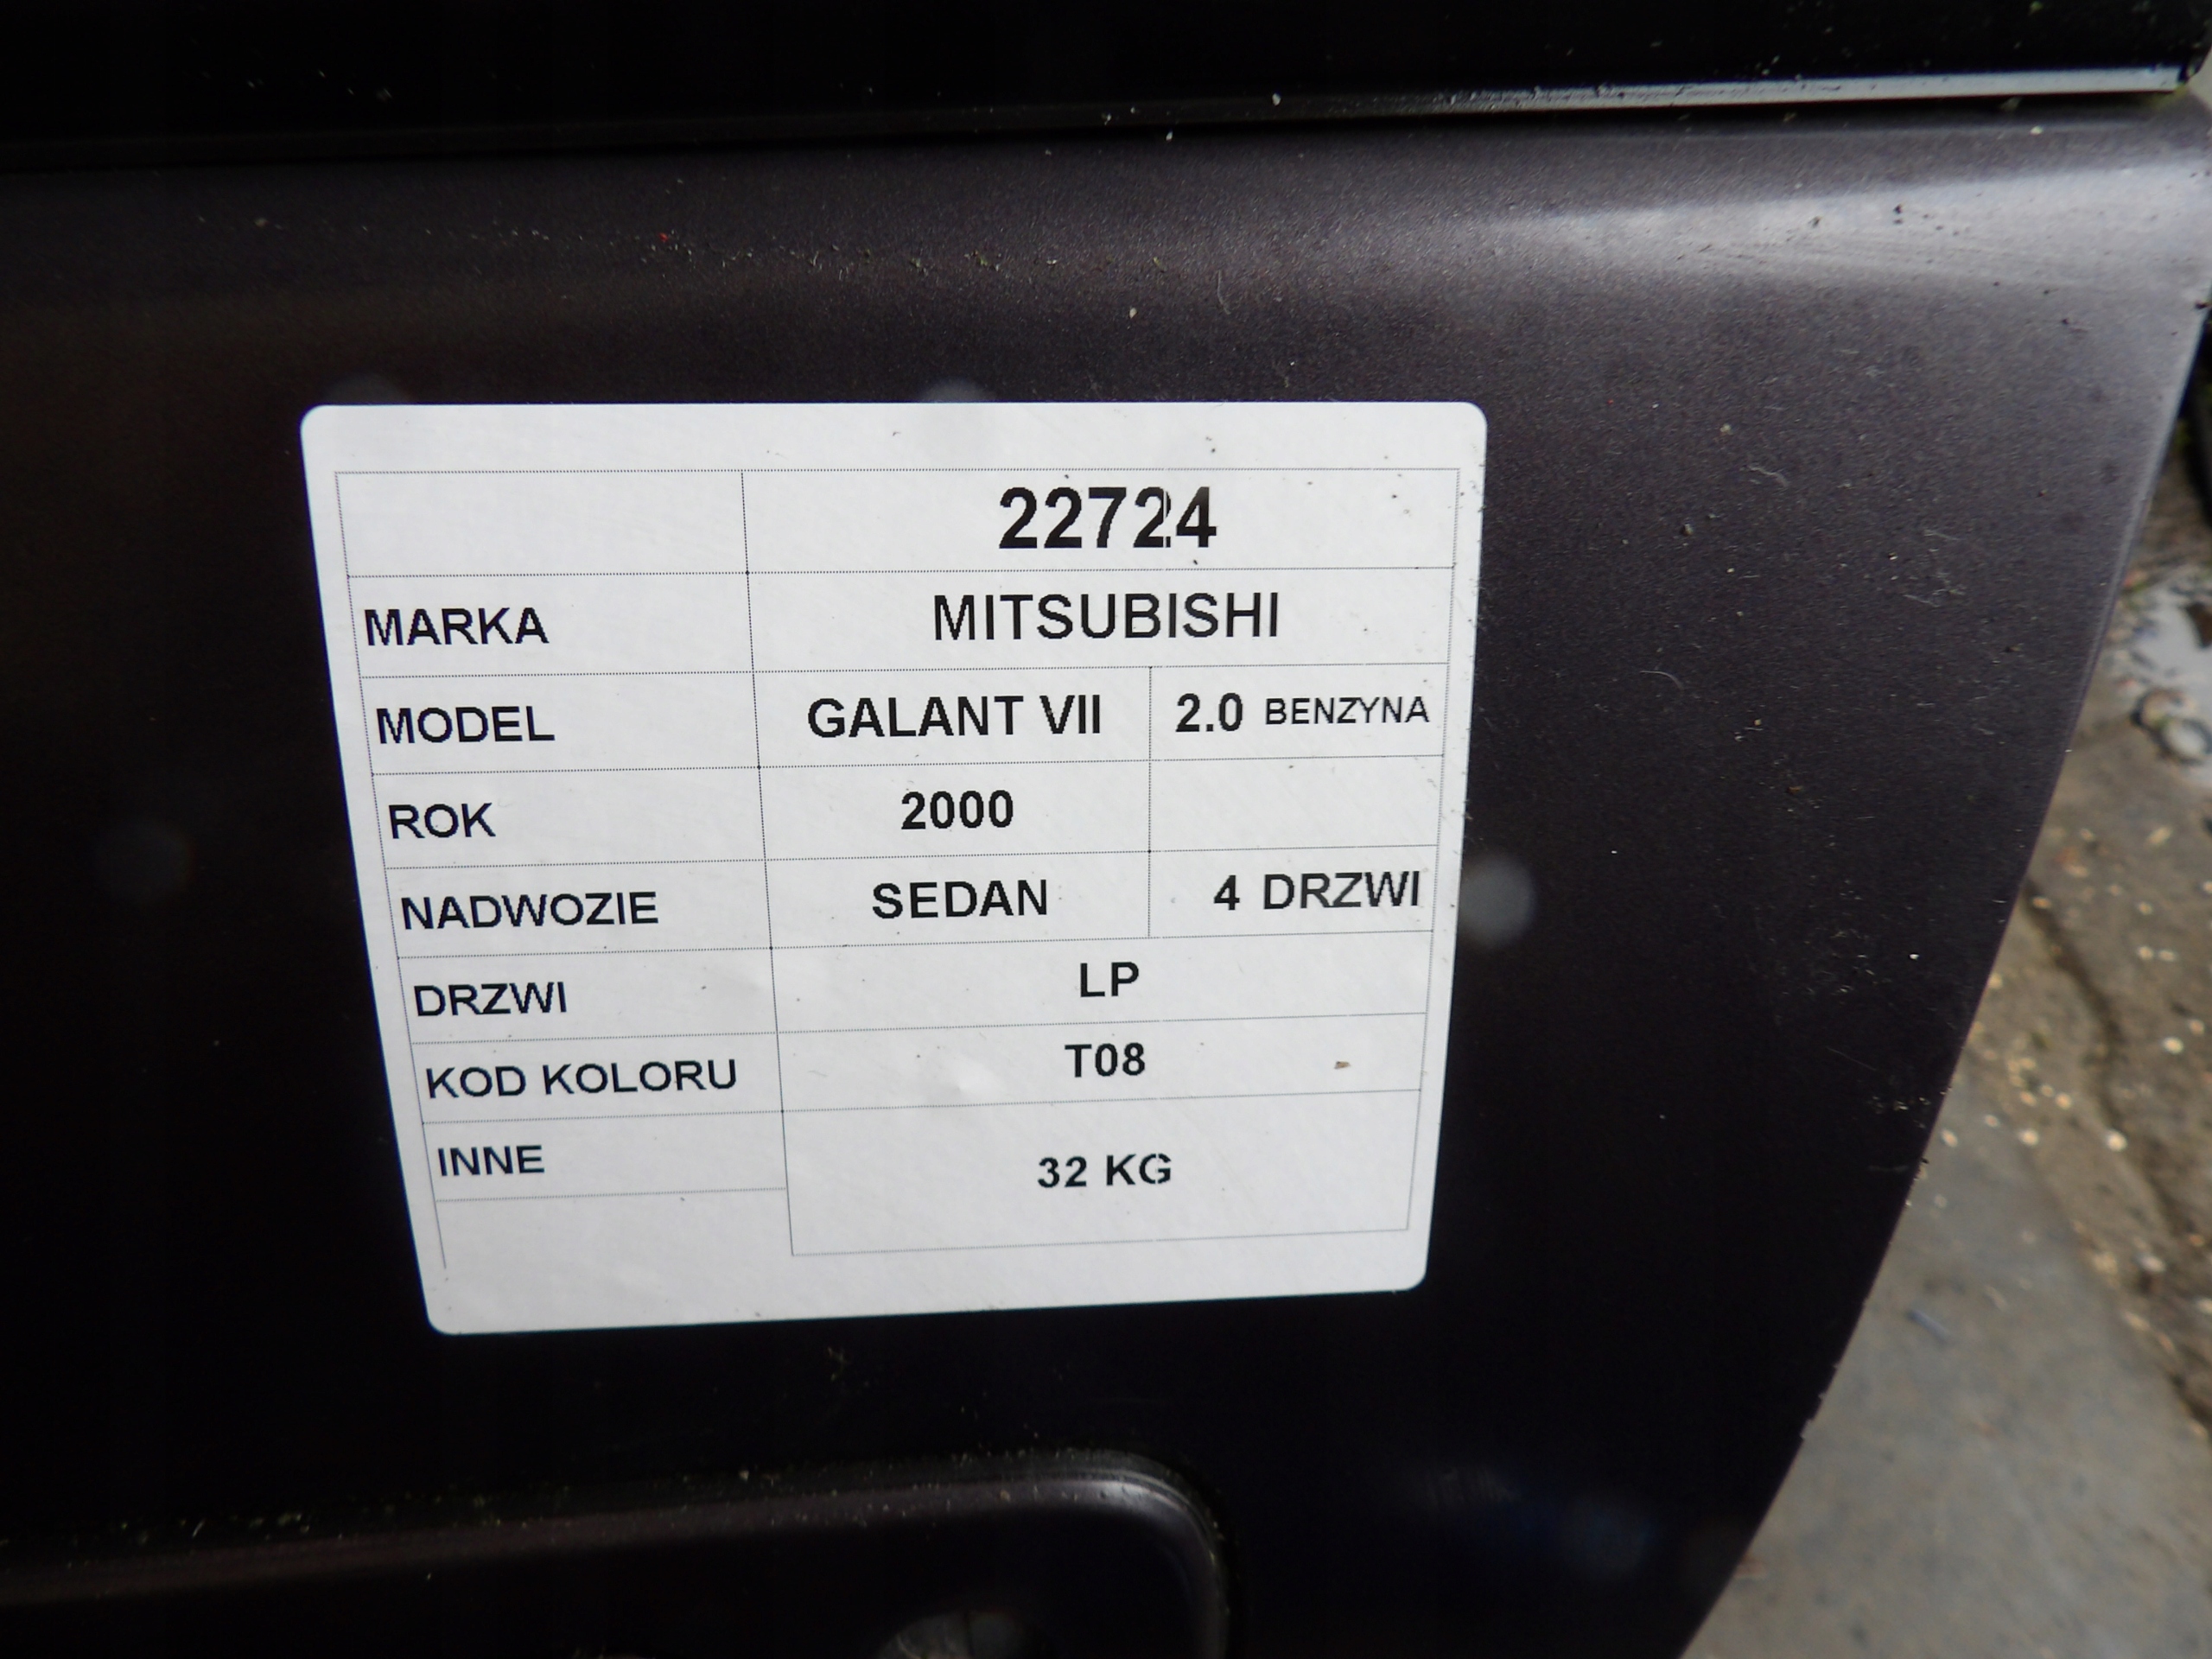 22724
MARKA MITSUBISHI
MODEL GALANT VII 2.0 BENZYNA
ROK 2000
NADWOZIE SEDAN 4 DRZWI
DRZWI LP
KOD KOLORU T08
INNE 32 KG